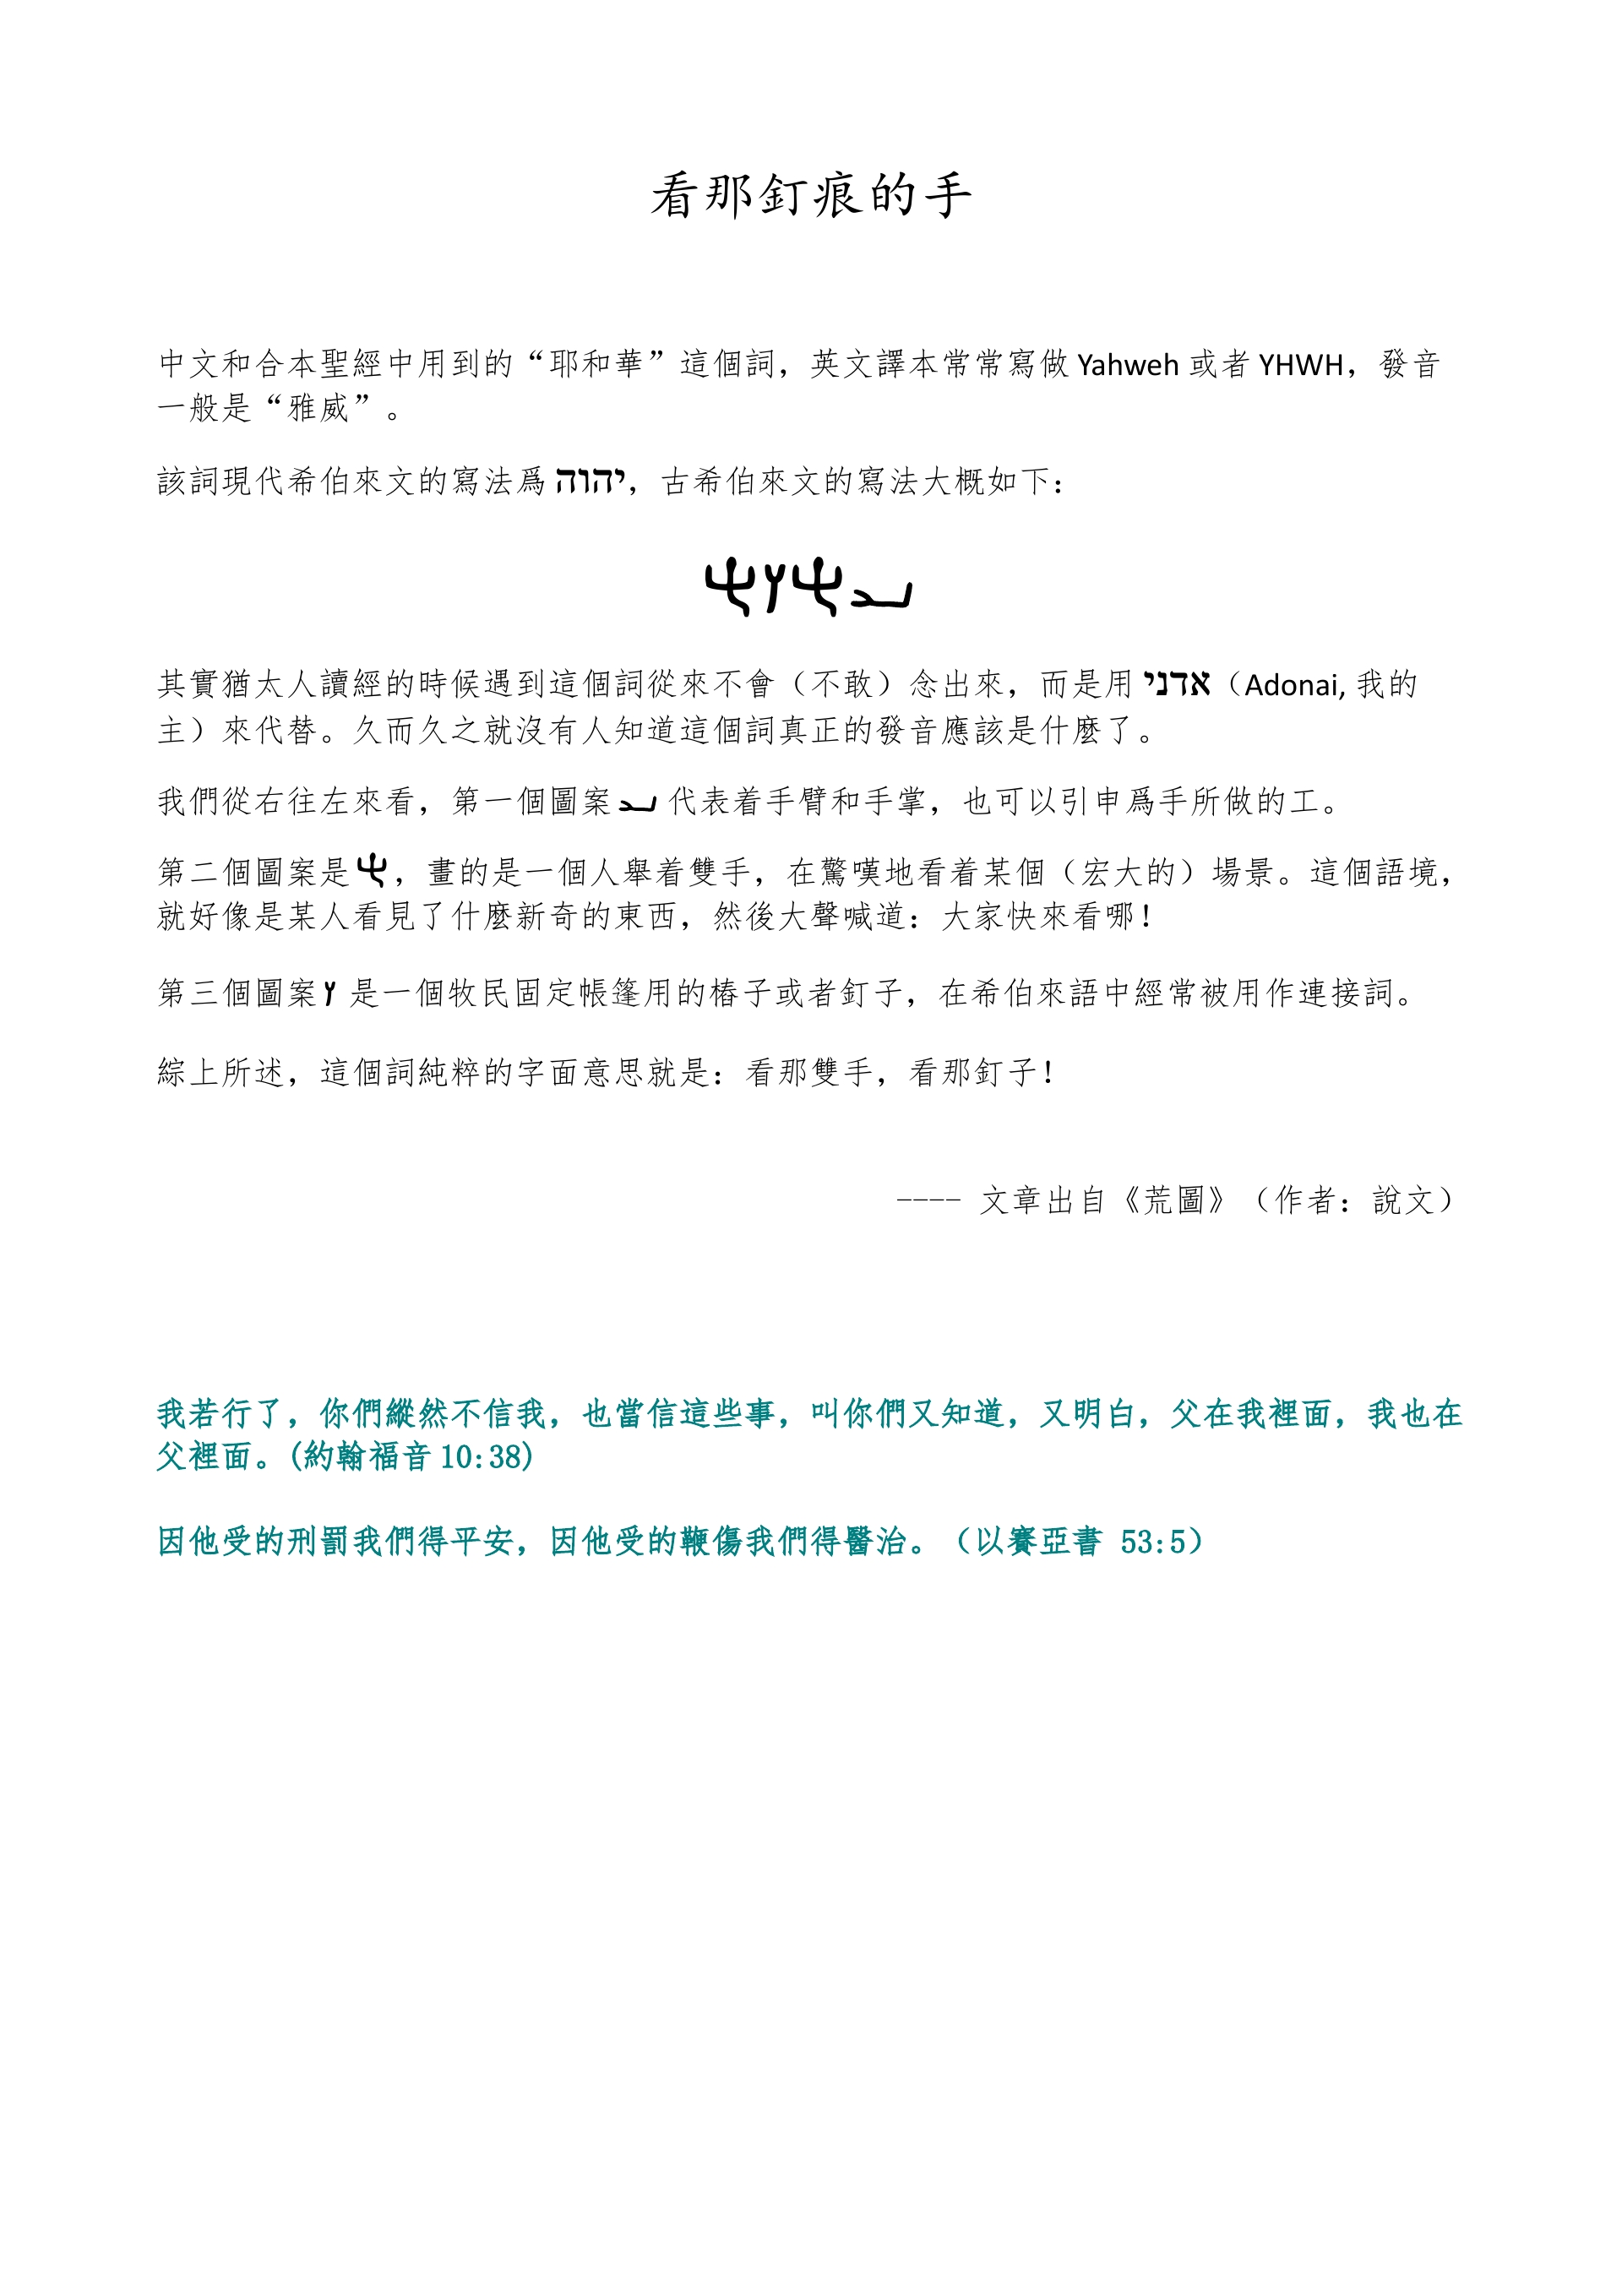 看那釘痕的手
中文和合本聖經中用到的“耶和華”這個詞，英文譯本常常寫做 Yahweh 或者 YHWH，發音
一般是“雅威”。
該詞現代希伯來文的寫法爲 יהוה，古希伯來文的寫法大概如下：
其實猶太人讀經的時候遇到這個詞從來不會（不敢）念出來，而是用 אדני（Adonai, 我的
主）來代替。久而久之就沒有人知道這個詞真正的發音應該是什麼了。
我們從右往左來看，第一個圖案 代表着手臂和手掌，也可以引申爲手所做的工。
第二個圖案是 ，畫的是一個人舉着雙手，在驚嘆地看着某個（宏大的）場景。這個語境，
就好像是某人看見了什麼新奇的東西，然後大聲喊道：大家快來看哪！
第三個圖案 是一個牧民固定帳篷用的樁子或者釘子，在希伯來語中經常被用作連接詞。
綜上所述，這個詞純粹的字面意思就是：看那雙手，看那釘子！
---- 文章出自《荒圖》（作者：說文）
我若行了，你們縱然不信我，也當信這些事，叫你們又知道，又明白，父在我裡面，我也在
父裡面。(約翰福音 10:38)
因他受的刑罰我們得平安，因他受的鞭傷我們得醫治。（以賽亞書 53:5）